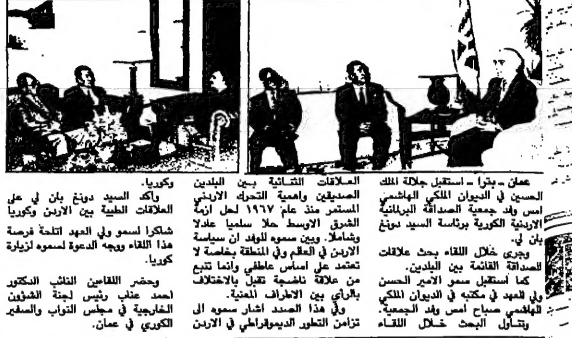 عمان ـ بترا ـ استقبل جلالة الملك
الحسين في الديوان الملكي الهاشمي
امس وفد جمعية الصداقة البرلمانية
الاردنية الكورية برئاسة السيد دونغ
بان لي.
وجرى خلال اللقاء بحث علاقات
الصداقة القائمة بين البلدين.
كما استقبل سمو الامير الحسن
ولي العهد في مكتبه في الديوان الملكي
الهاشمي صباح امس وفد الجمعية.
وتناول البحث خلال اللقاء
العلاقات الثنائية بين البلدين
الصديقين واهمية التحرك الاردني
المستمر منذ عام ١٩٦٧ لحل ازمة
الشرق الاوسط حلا سلميا عادلا
وشاملا. وبين سموه للوفد ان سياسة
الاردن في العالم وفي المنطقة بخاصة لا
تعتمد على اساس عاطفي وانما تنبع
من علاقة ناضجة تقبل بالاختلاف
بالرأي بين الاطراف المعنية.
وفي هذا الصدد اشار سموه الى
تزامن التطور الديموقراطي في الاردن
وكوريا.
واكد السيد دونغ بان لي على
العلاقات الطيبة بين الاردن وكوريا
شاكرا لسمو ولي العهد اتاحة فرصة
هذا اللقاء ووجه الدعوة لسموه لزيارة
كوريا.
وحضر اللقاءين النائب الدكتور
احمد عناب رئيس لجنة الشؤون
الخارجية في مجلس النواب والسفير
الكوري في عمان.